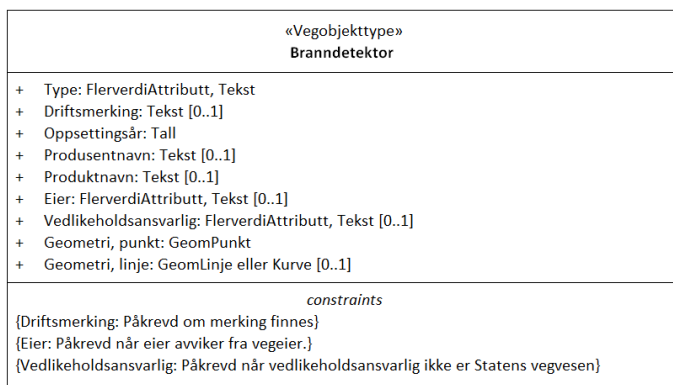 «Vegobjekttype»
Branndetektor
+ Type: FlerverdiAttributt, Tekst
+ Driftsmerking: Tekst [0..1]
+ Oppsettingsår: Tall
+ Produsentnavn: Tekst [0..1]
+ Produktnavn: Tekst [0..1]
+ Eier: FlerverdiAttributt, Tekst [0..1]
+ Vedlikeholdsansvarlig: FlerverdiAttributt, Tekst [0..1]
+ Geometri, punkt: GeomPunkt
+ Geometri, linje: GeomLinje eller Kurve [0..1]
constraints
{Driftsmerking: Påkrevd om merking finnes}
{Eier: Påkrevd når eier avviker fra vegeier.}
{Vedlikeholdsansvarlig: Påkrevd når vedlikeholdsansvarlig ikke er Statens vegvesen}